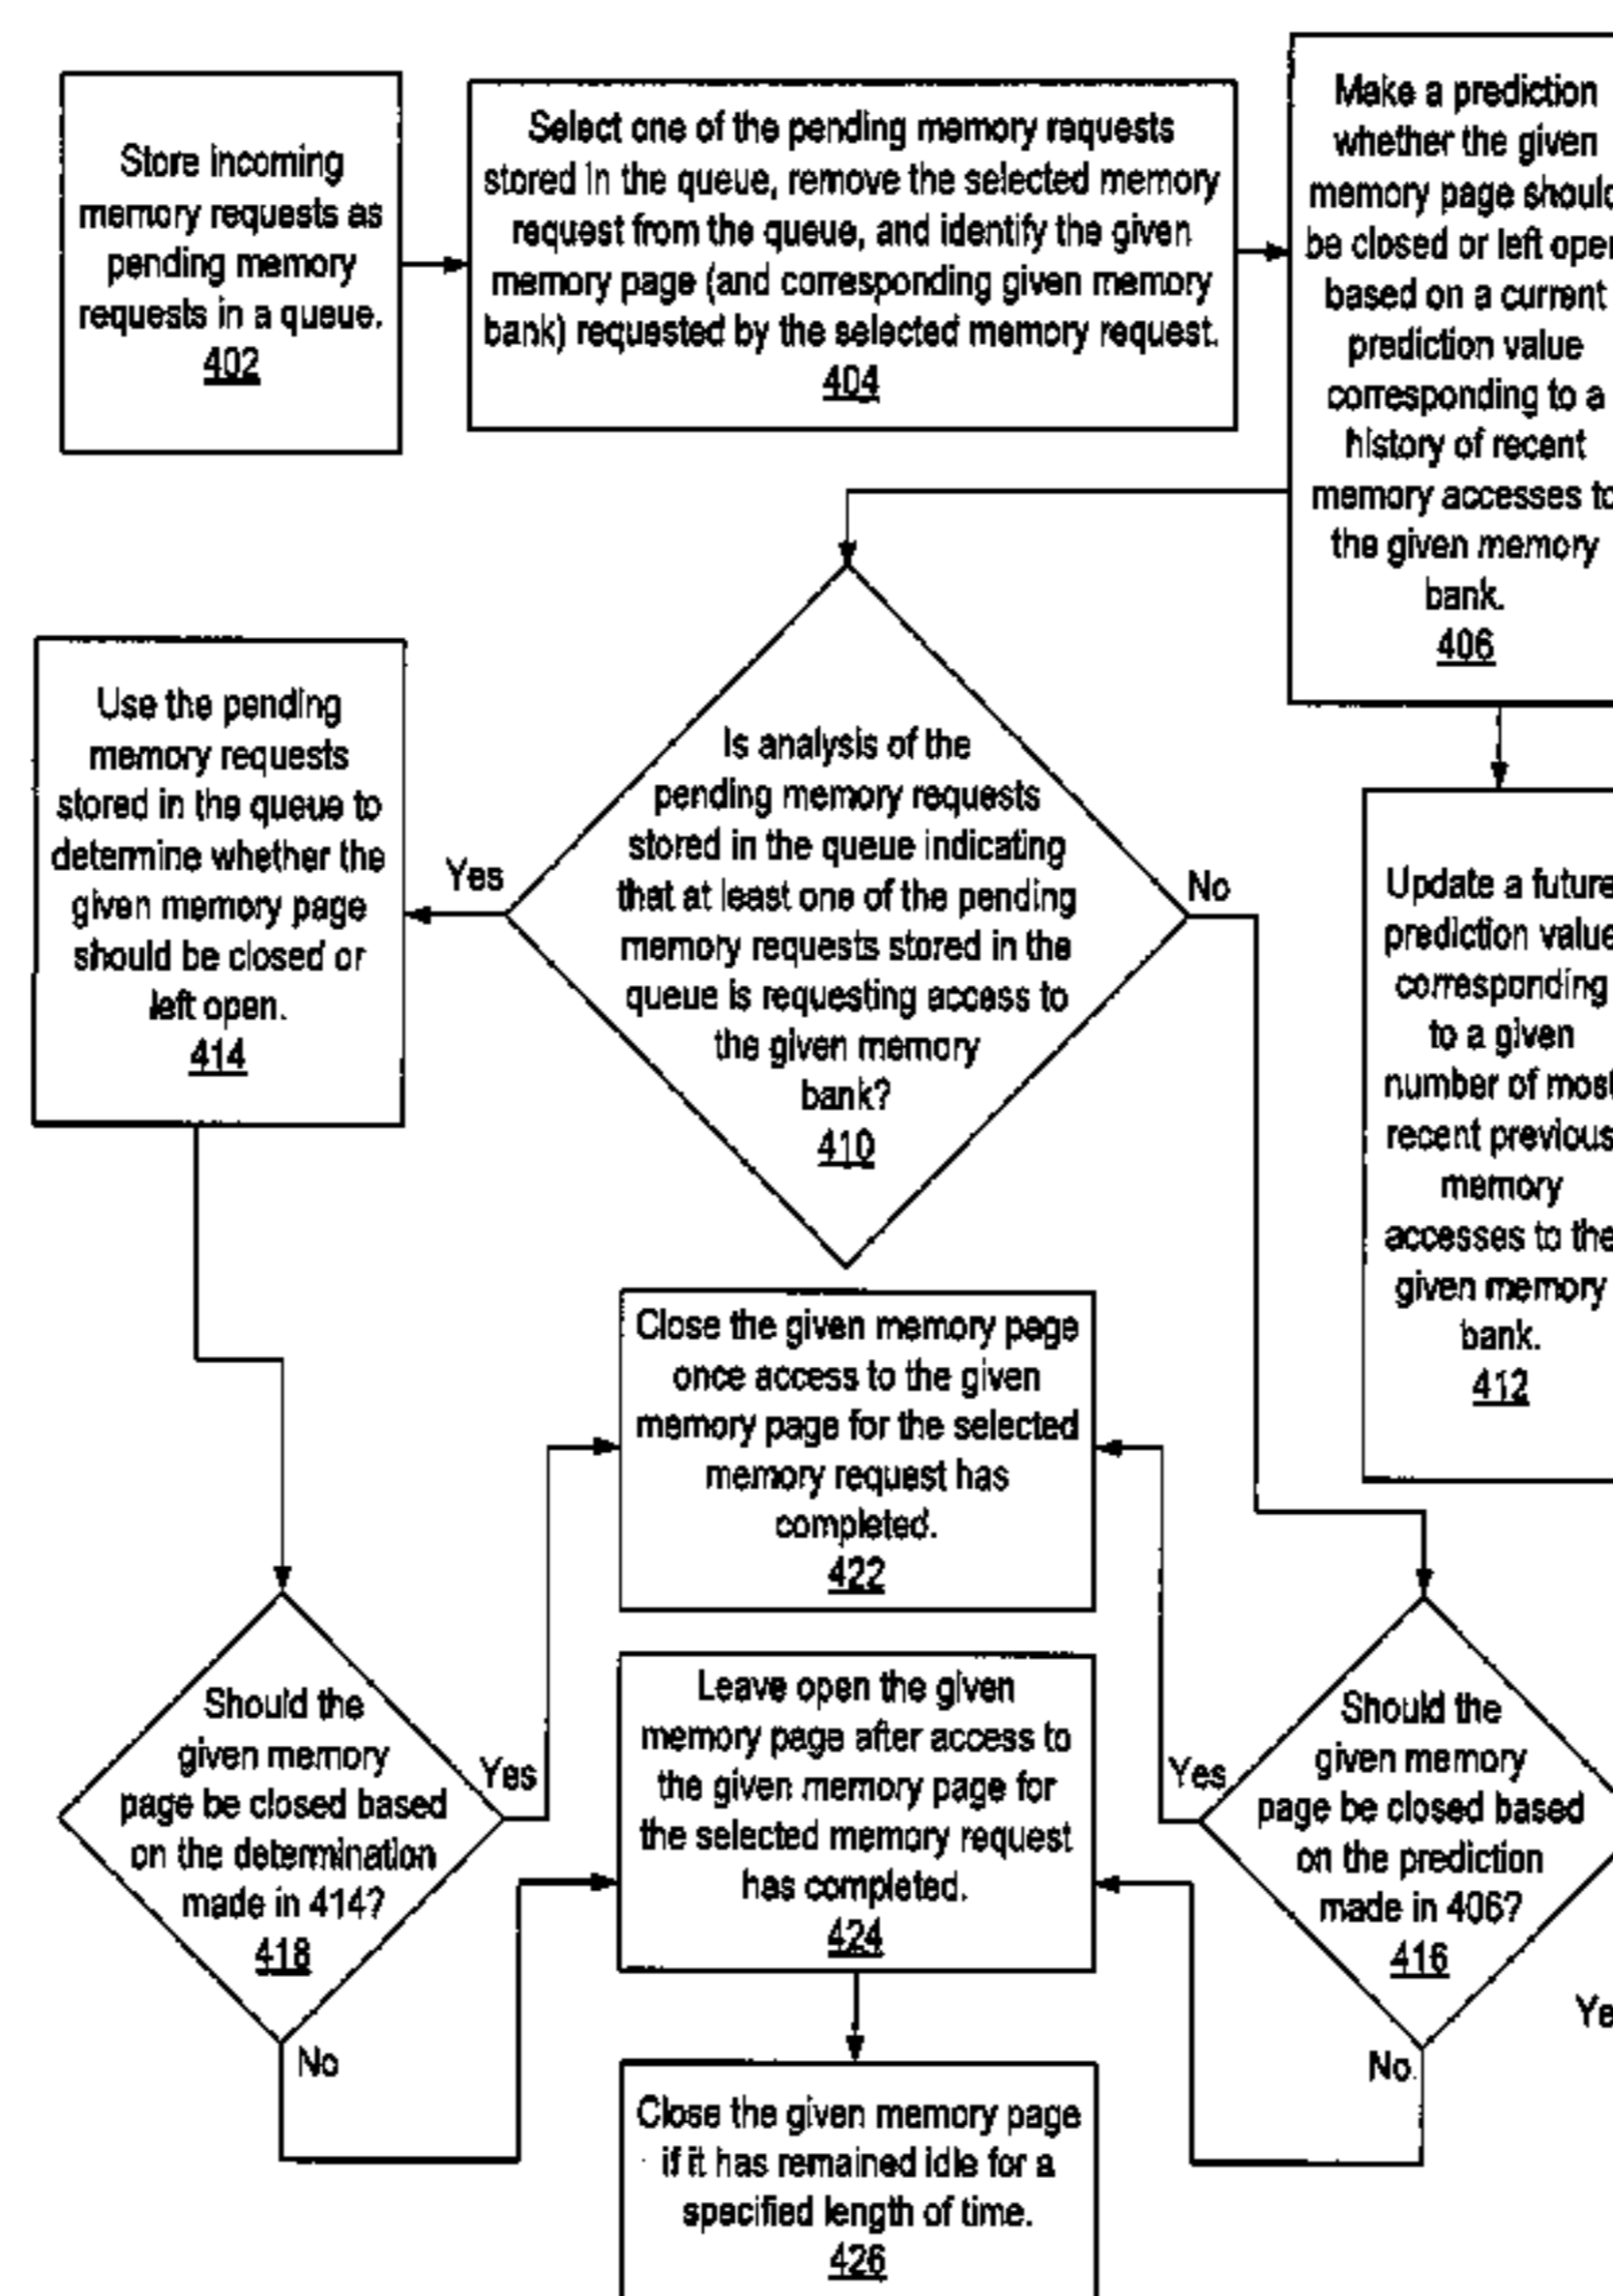 Store incoming
memory requests as
pending memory
requests in a queue.
402
Select one of the pending memory requests
stored in the queue, remove the selected memory
request from the queue, and identify the given
memory page (and corresponding given memory
bank) requested by the selected memory request.
404
Make a prediction
whether the given
memory page should
be closed or left open
based on a current
prediction value
corresponding to a
history of recent
memory accesses to
the given memory
bank.
406
Is analysis of the
pending memory requests
stored in the queue indicating
that at least one of the pending
memory requests stored in the
queue is requesting access to
the given memory
bank?
410
Yes
No
Use the pending
memory requests
stored in the queue to
determine whether the
given memory page
should be closed or
left open.
414
Update a future
prediction value
corresponding
to a given
number of most
recent previous
memory
accesses to the
given memory
bank.
412
Close the given memory page
once access to the given
memory page for the selected
memory request has
completed.
422
Should the
given memory
page be closed based
on the determination
made in 414?
418
Yes
No
Leave open the given
memory page after access to
the given memory page for
the selected memory request
has completed.
424
Should the
given memory
page be closed based
on the prediction
made in 406?
416
Yes
No
Ye
Close the given memory page
if it has remained idle for a
specified length of time.
426